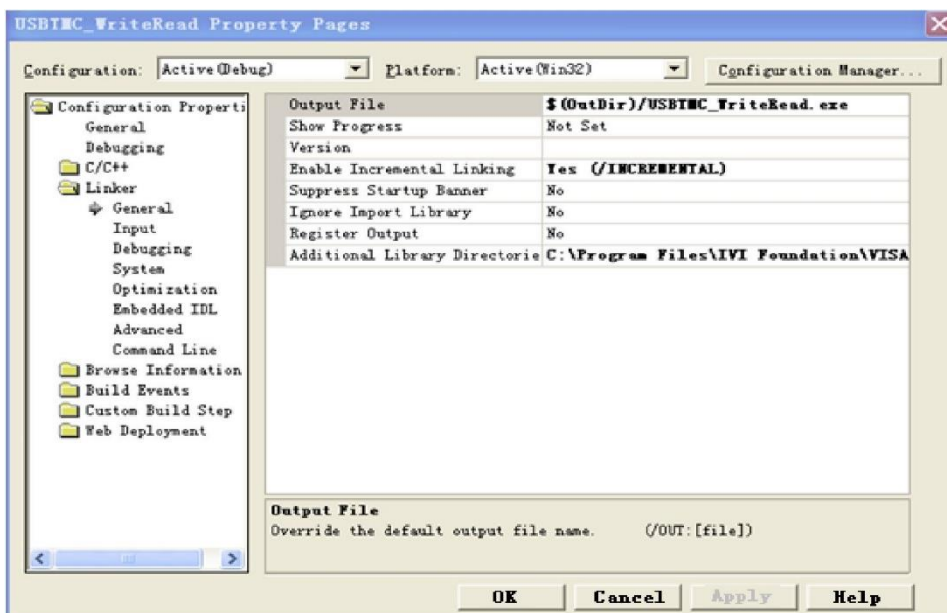 USBTMC_WriteRead Property Pages
Configuration: Active(Debug) Platform: Active(Win32) Configuration Manager...
Configuration Properti
General
Debugging
C/C++
Linker
General
Input
Debugging
System
Optimization
Embedded IDL
Advanced
Command Line
Browse Information
Build Events
Custom Build Step
Web Deployment
Output File $(OutDir)/USBTMC_WriteRead.exe
Show Progress Not Set
Version
Enable Incremental Linking Yes (/INCREMENTAL)
Suppress Startup Banner No
Ignore Import Library No
Register Output No
Additional Library Directorie C:\Program Files\IVI Foundation\VISA
Output File
Override the default output file name. (/OUT:[file])
OK Cancel Apply Help